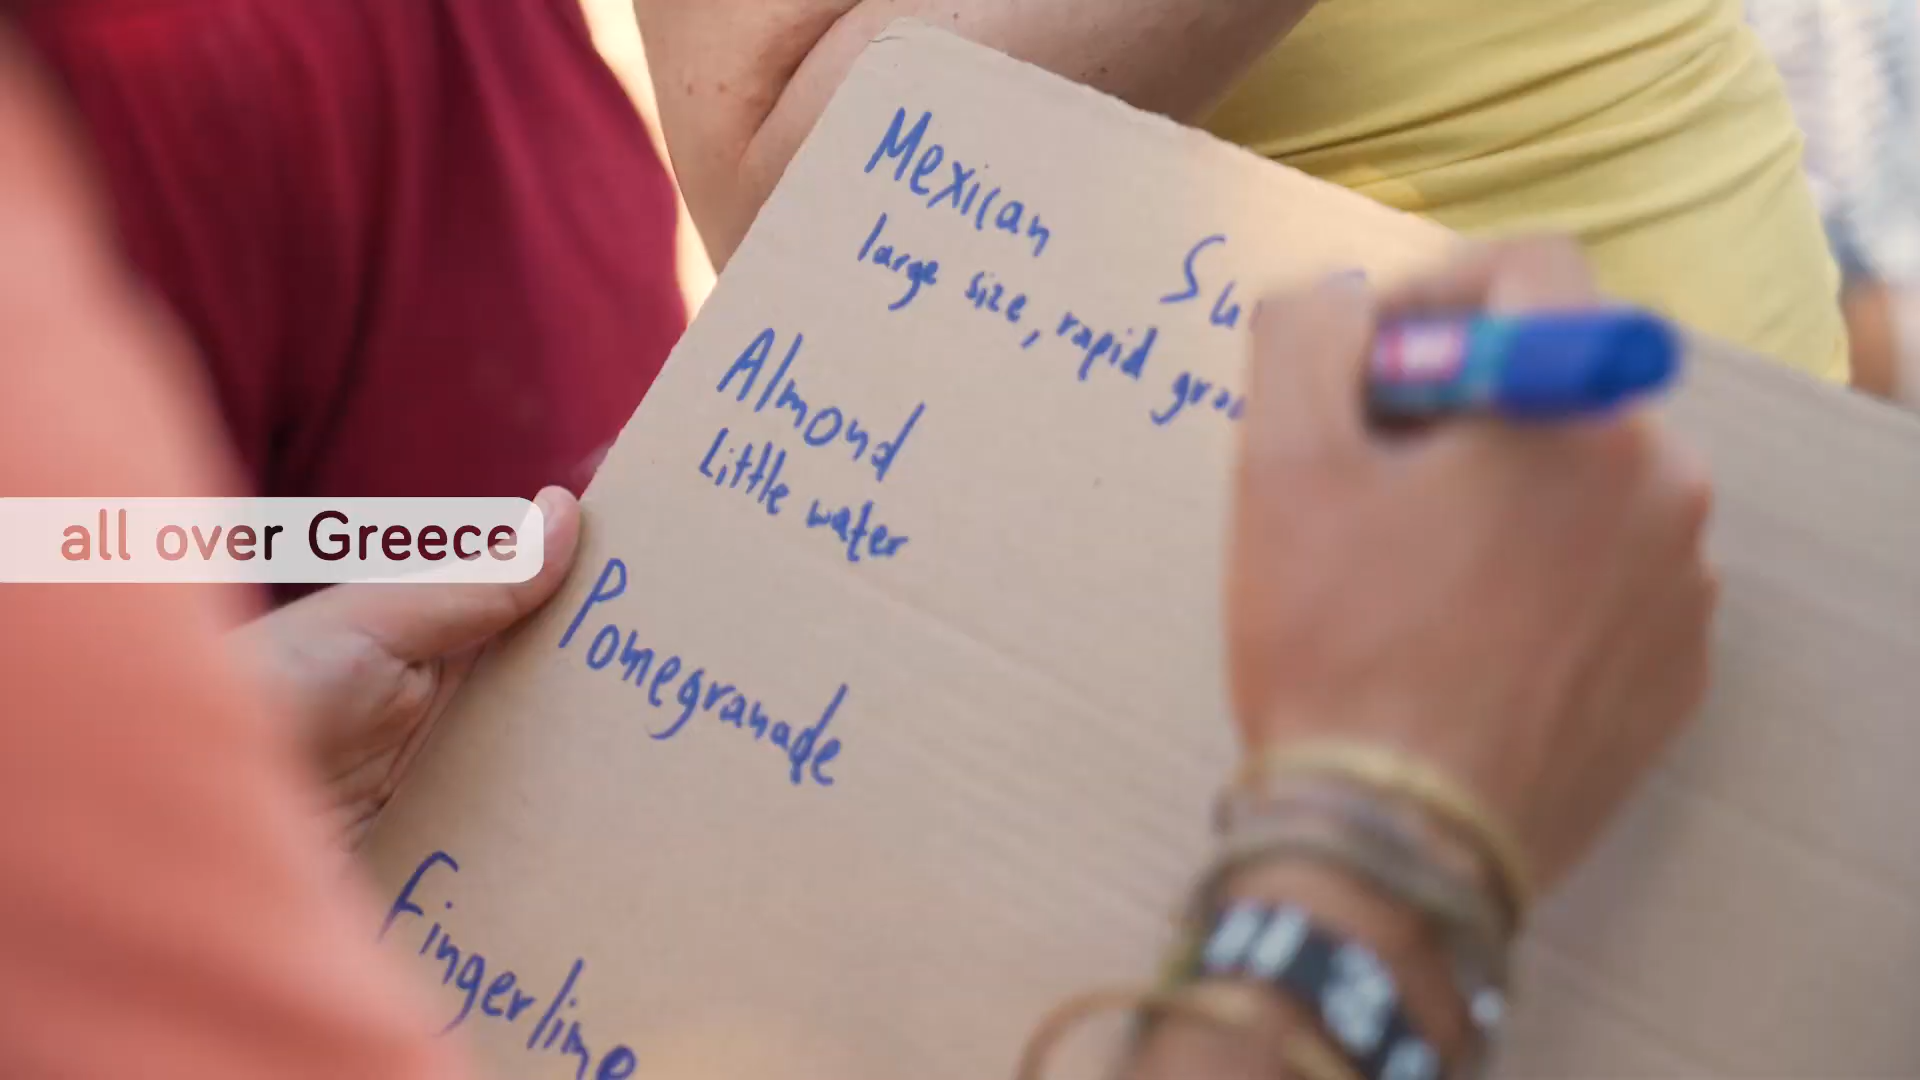 Mexican
large size, rapid
Almond
Little water
all over Greece
Pomegranade
Fingerlime